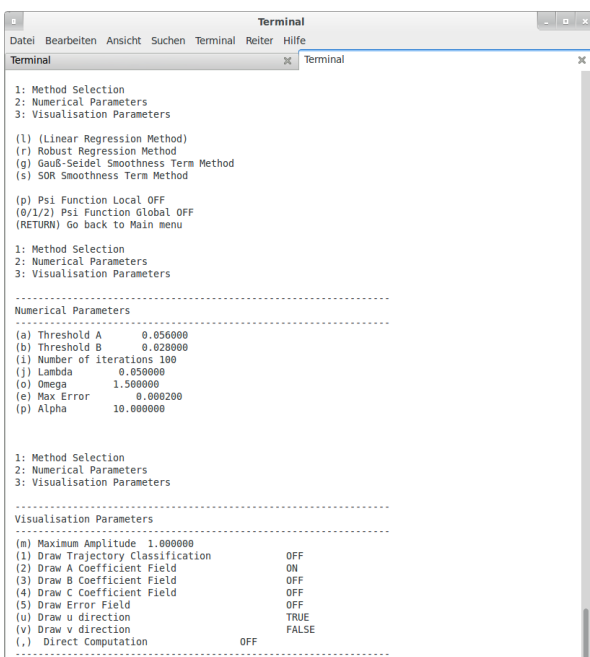 Terminal
Datei Bearbeiten Ansicht Suchen Terminal Reiter Hilfe
Terminal
Terminal
1: Method Selection
2: Numerical Parameters
3: Visualisation Parameters
(l) (Linear Regression Method)
(r) Robust Regression Method
(g) Gauß-Seidel Smoothness Term Method
(s) SOR Smoothness Term Method
(p) Psi Function Local OFF
(0/1/2) Psi Function Global OFF
(RETURN) Go back to Main menu
1: Method Selection
2: Numerical Parameters
3: Visualisation Parameters
-----------------------------------------------------------------
Numerical Parameters
-----------------------------------------------------------------
(a) Threshold A 0.056000
(b) Threshold B 0.028000
(i) Number of iterations 100
(j) Lambda 0.050000
(o) Omega 1.500000
(e) Max Error 0.000200
(p) Alpha 10.000000
1: Method Selection
2: Numerical Parameters
3: Visualisation Parameters
-----------------------------------------------------------------
Visualisation Parameters
-----------------------------------------------------------------
(m) Maximum Amplitude 1.000000
(1) Draw Trajectory Classification OFF
(2) Draw A Coefficient Field ON
(3) Draw B Coefficient Field OFF
(4) Draw C Coefficient Field OFF
(5) Draw Error Field OFF
(u) Draw u direction TRUE
(v) Draw v direction FALSE
(,) Direct Computation OFF
-----------------------------------------------------------------